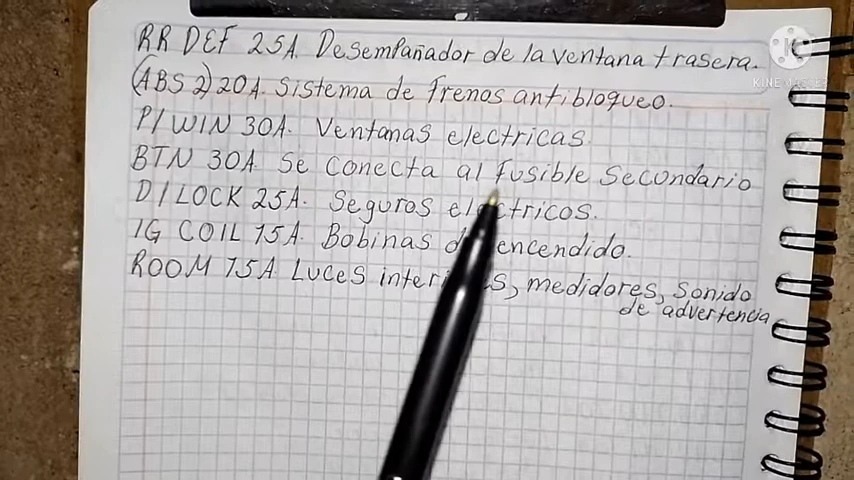 RR DEF 25A. Desempañador de la ventana trasera.
(ABS 2) 20A. Sistema de frenos antibloqueo.
P/WIN 30A. Ventanas electricas.
BTN 30A Se conecta al fusible Secundario
D/LOCK 25A. Seguros electricos.
IG COIL 15A. Bobinas de encendido.
ROOM 15A Luces interiores, medidores, sonido
de advertencia
KINEMASTER